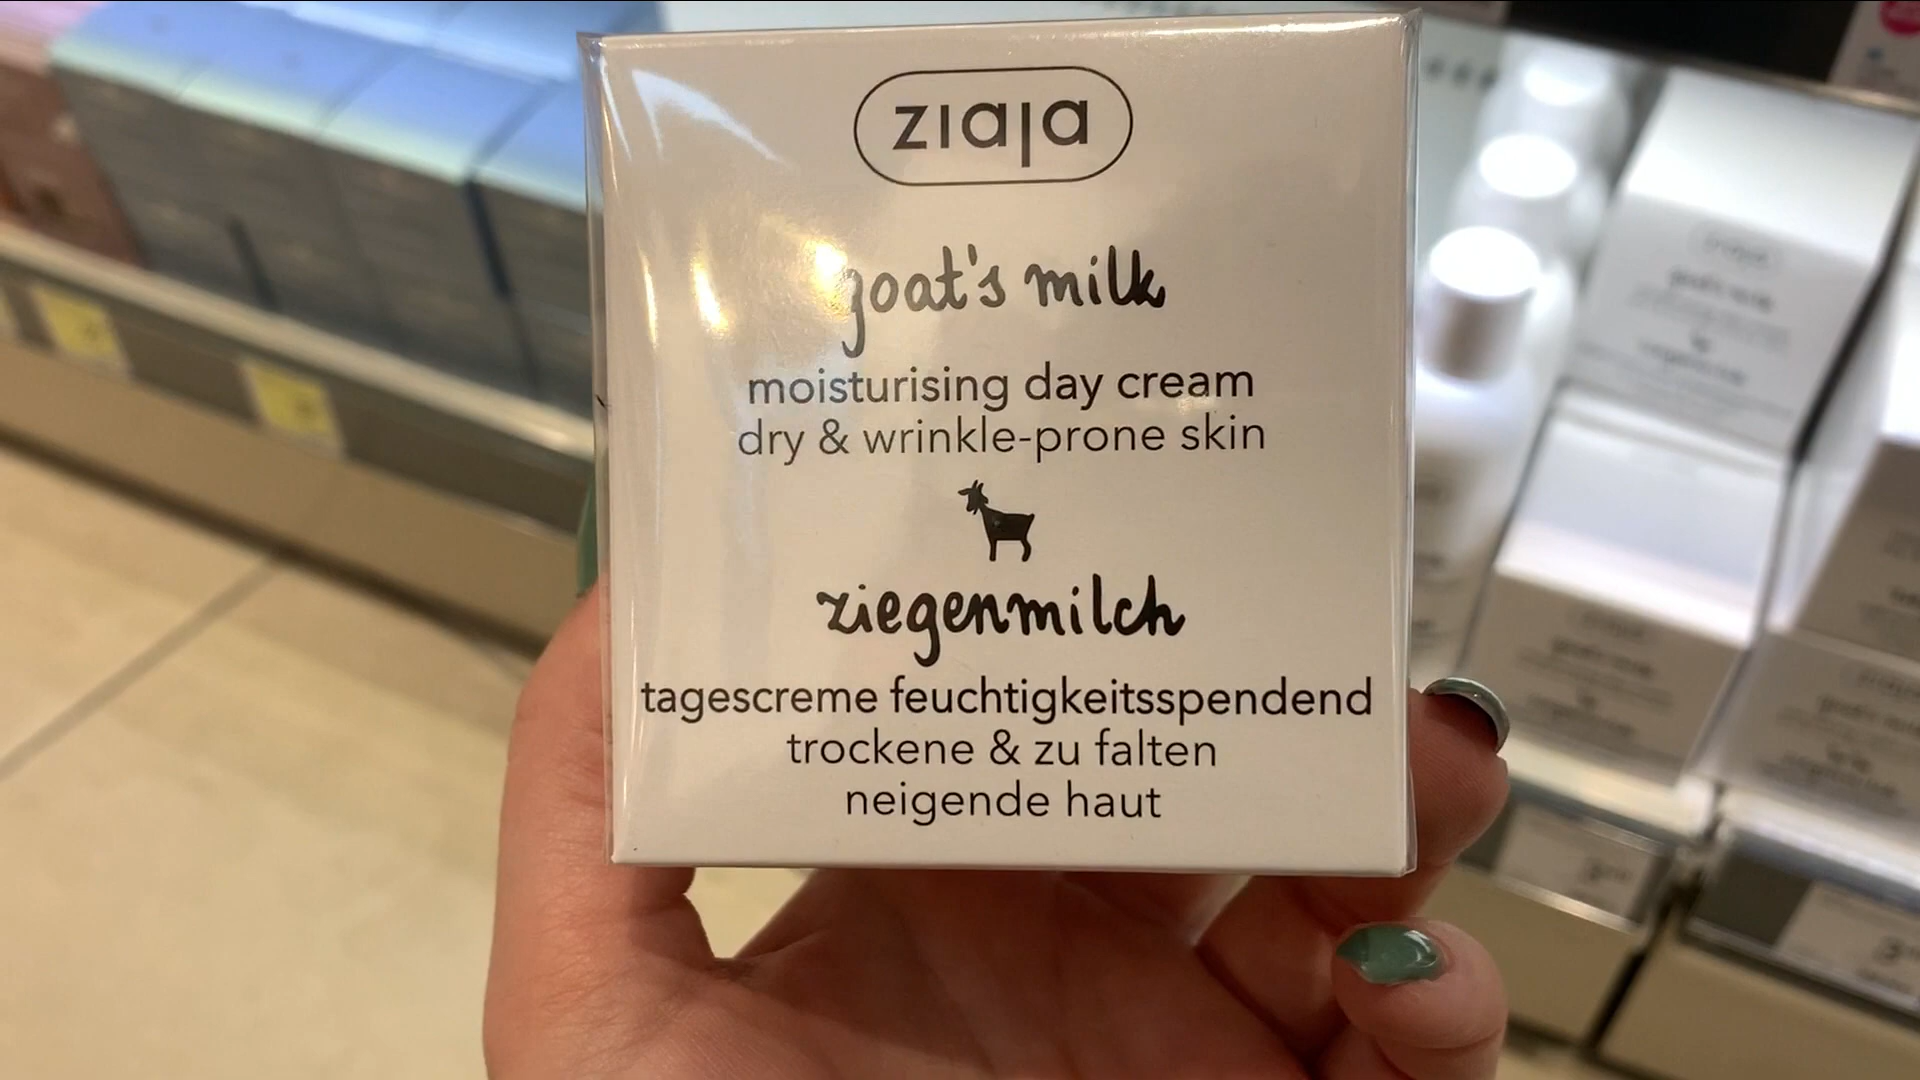 ziaja
goat's milk
moisturising day cream
dry & wrinkle-prone skin
ziegenmilch
tagescreme feuchtigkeitsspendend
trockene & zu falten
neigende haut